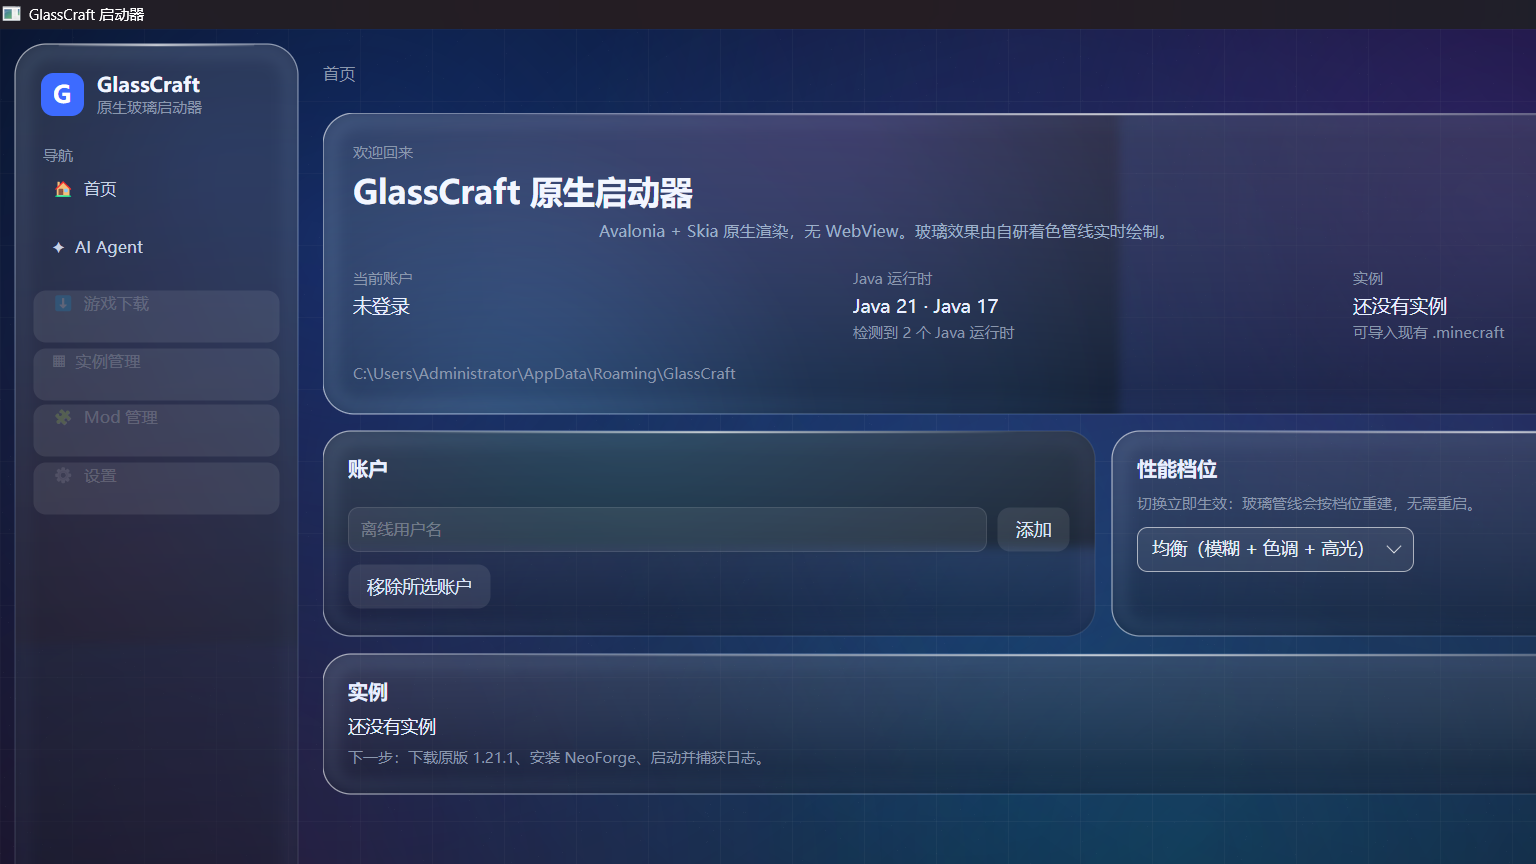 GlassCraft 启动器
G
GlassCraft
原生玻璃启动器
导航
首页
AI Agent
游戏下载
实例管理
Mod 管理
设置
首页
欢迎回来
GlassCraft 原生启动器
Avalonia + Skia 原生渲染，无 WebView。玻璃效果由自研着色管线实时绘制。
当前账户
未登录
Java 运行时
Java 21 · Java 17
检测到 2 个 Java 运行时
实例
还没有实例
可导入现有 .minecraft
C:\Users\Administrator\AppData\Roaming\GlassCraft
账户
离线用户名
添加
移除所选账户
性能档位
切换立即生效：玻璃管线会按档位重建，无需重启。
均衡（模糊 + 色调 + 高光）
实例
还没有实例
下一步：下载原版 1.21.1、安装 NeoForge、启动并捕获日志。